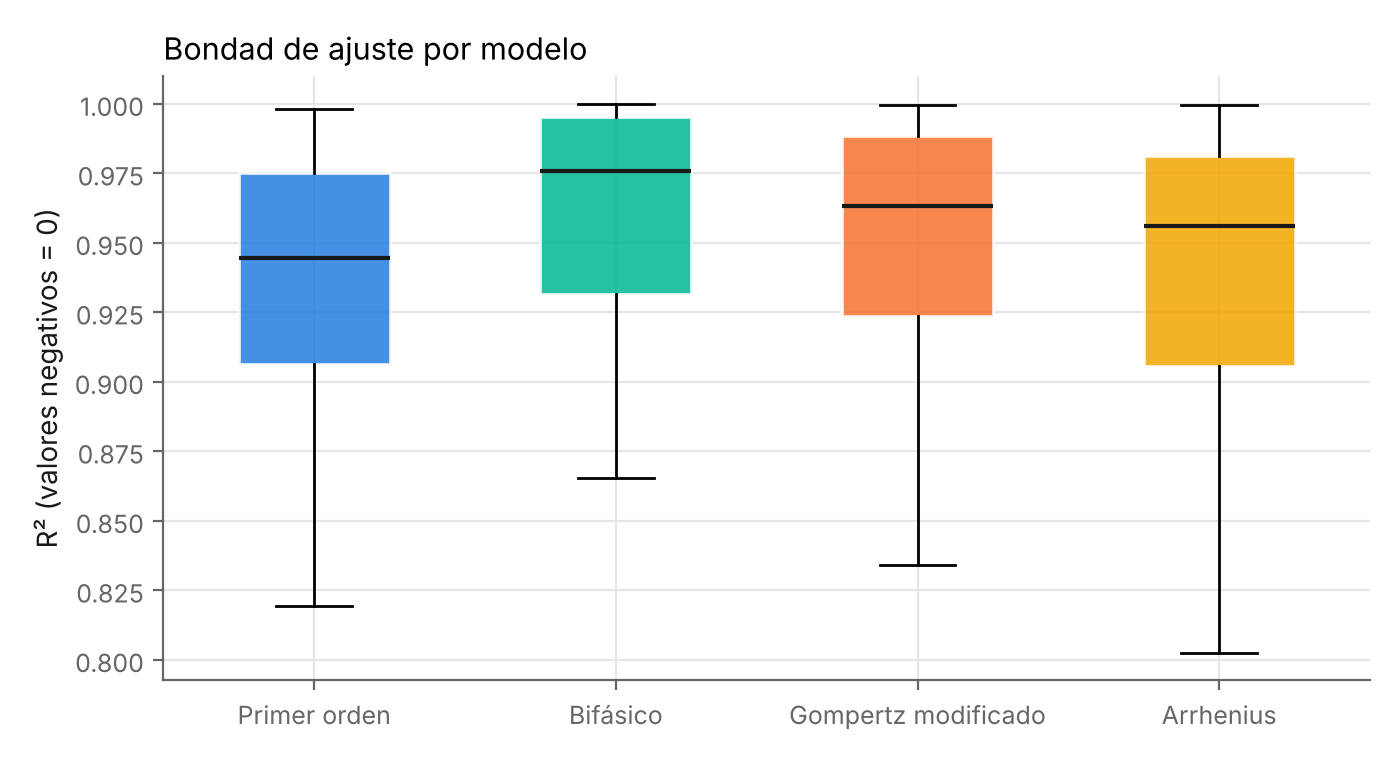 Bondad de ajuste por modelo
R² (valores negativos = 0)
1.000
0.975
0.950
0.925
0.900
0.875
0.850
0.825
0.800
Primer orden
Bifásico
Gompertz modificado
Arrhenius